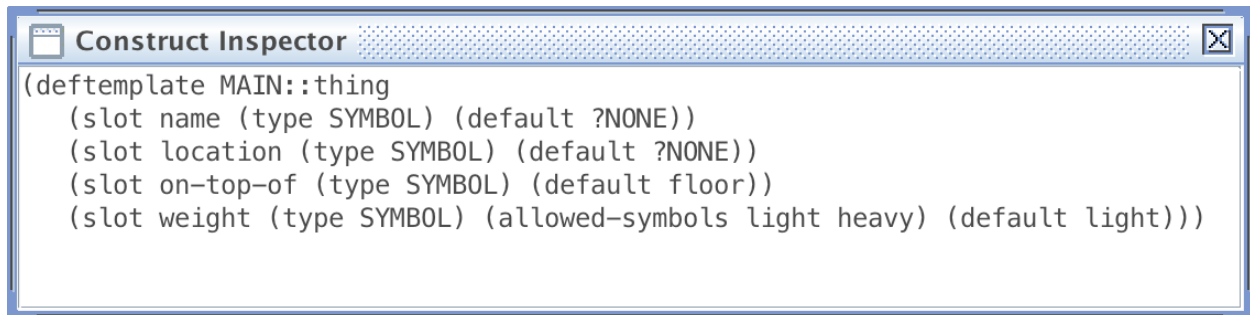 Construct Inspector
(deftemplate MAIN::thing
(slot name (type SYMBOL) (default ?NONE))
(slot location (type SYMBOL) (default ?NONE))
(slot on-top-of (type SYMBOL) (default floor))
(slot weight (type SYMBOL) (allowed-symbols light heavy) (default light)))